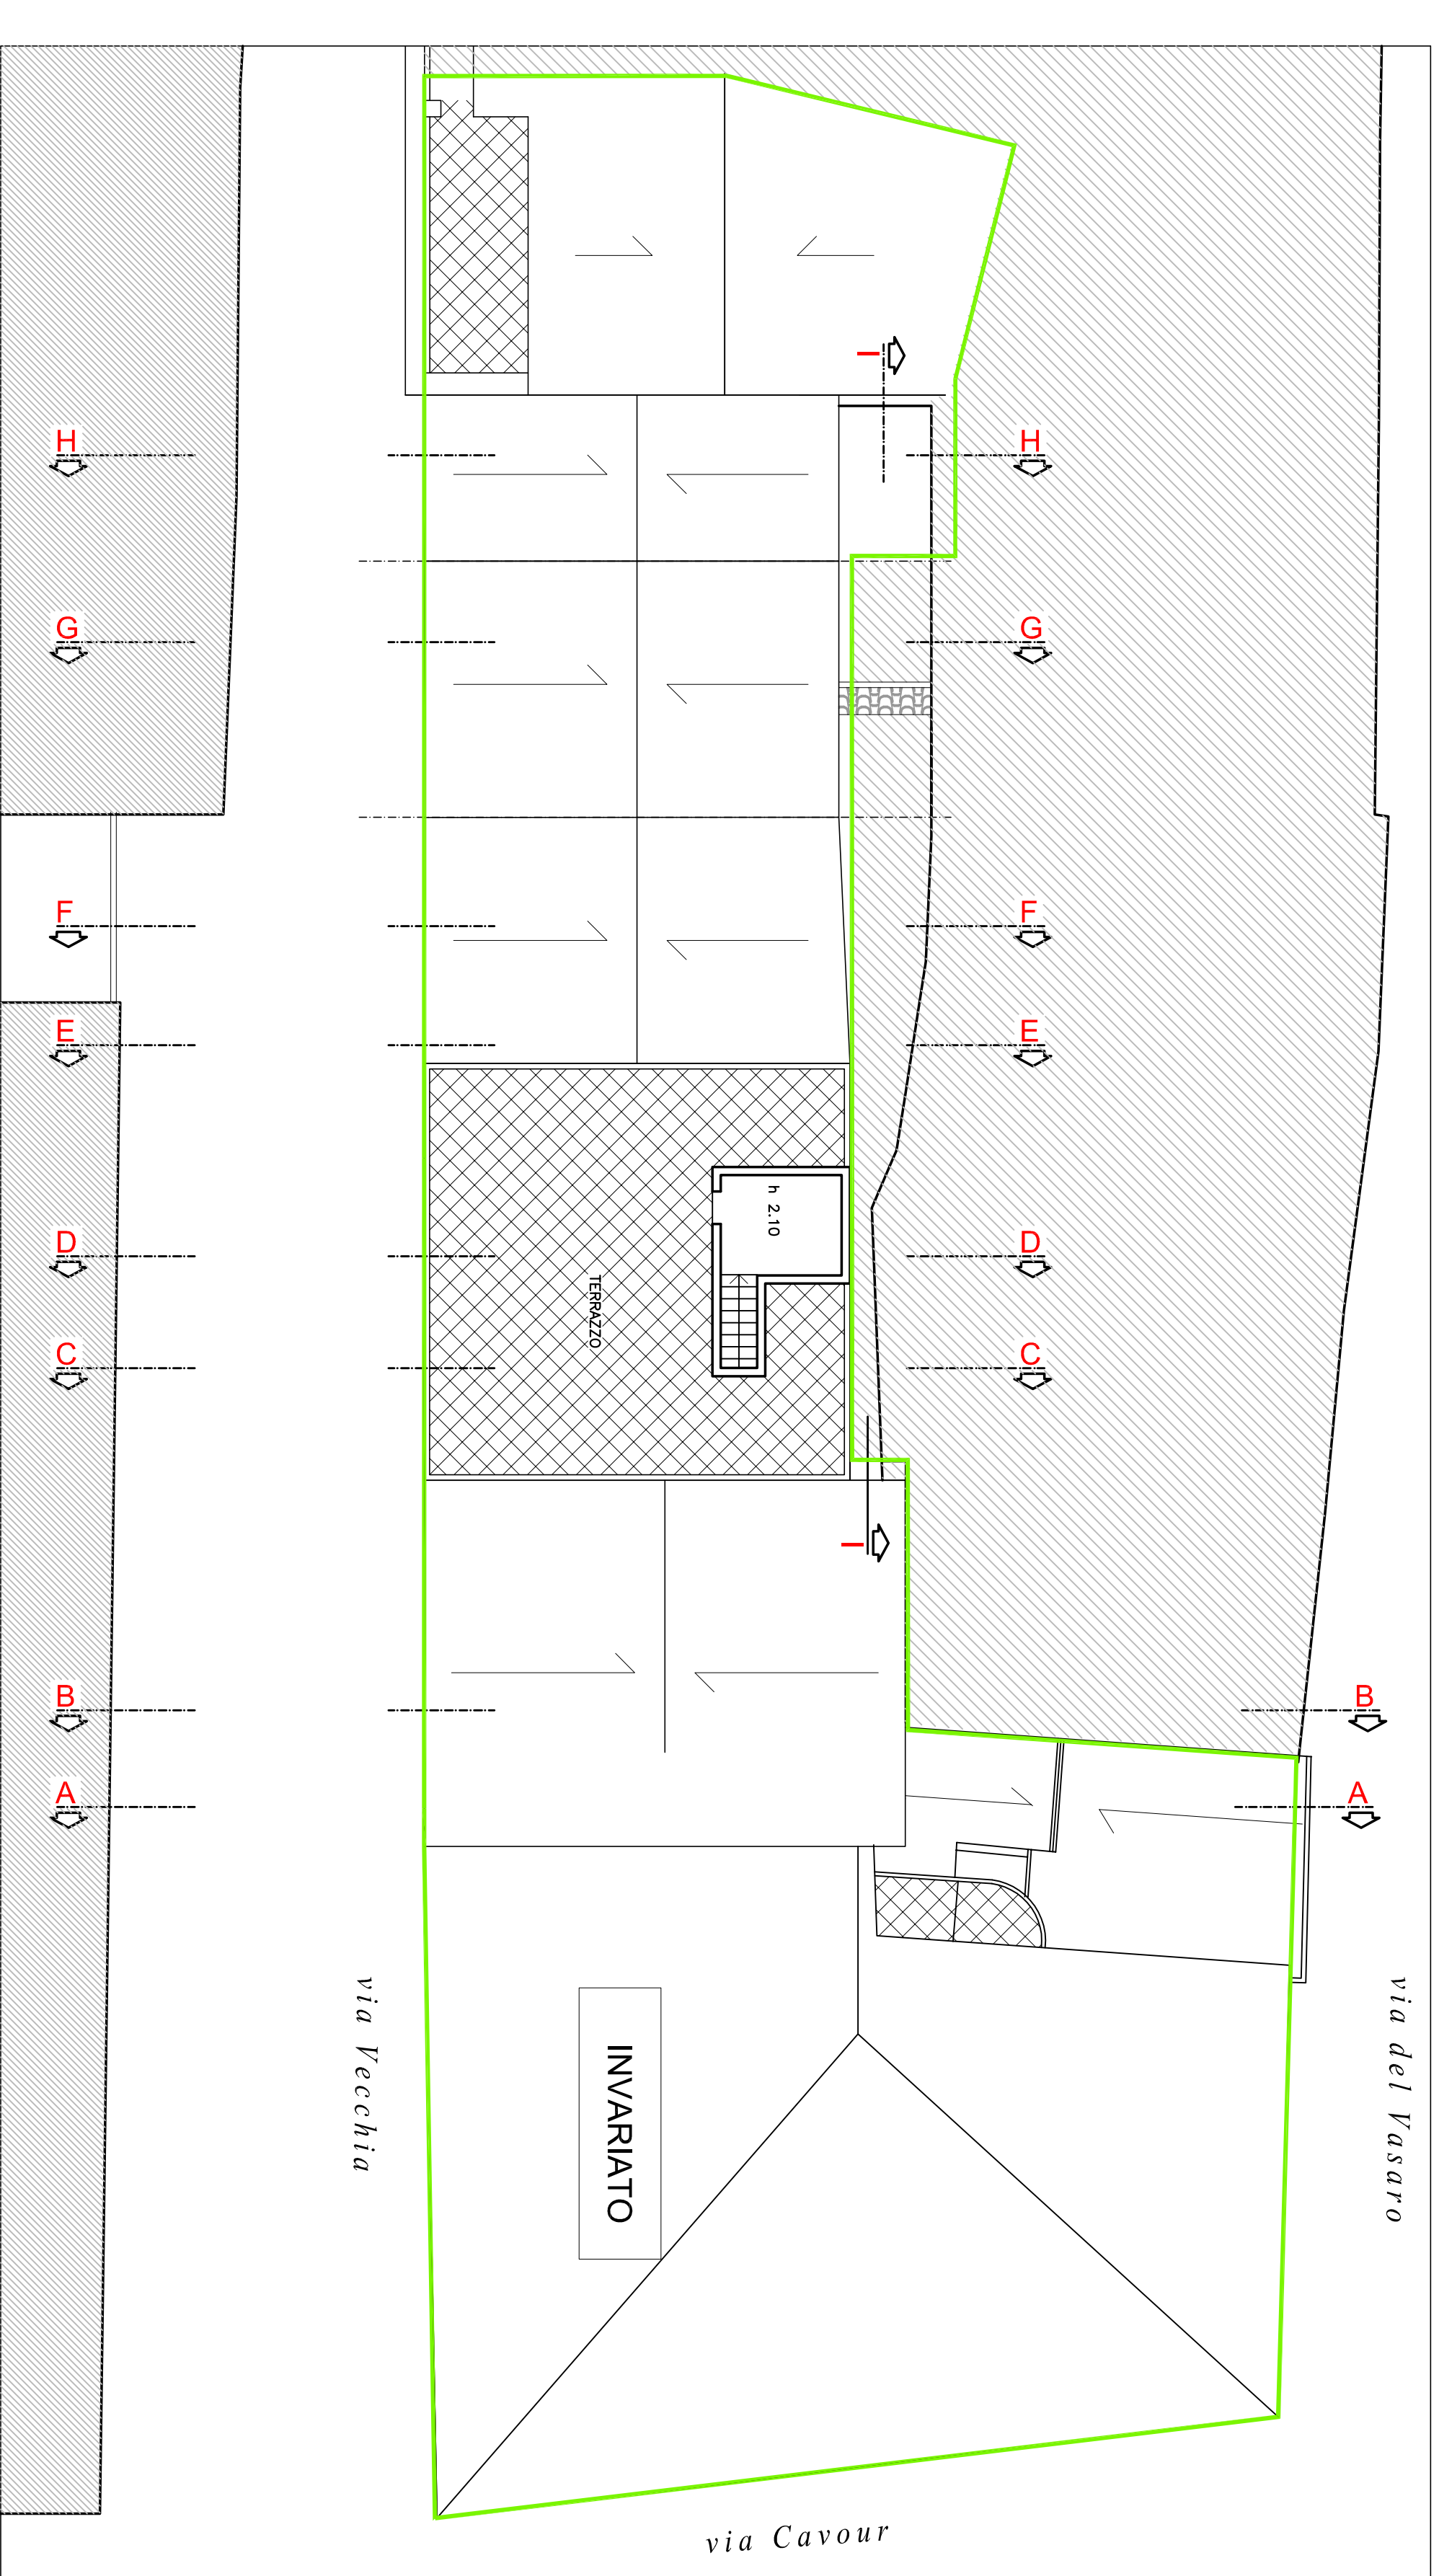 I
H
H
G
G
F
F
E
E
h 2.10
D
D
TERRAZZO
C
C
I
B
B
A
A
via Vecchia
INVARIATO
via del Vasaro
via Cavour